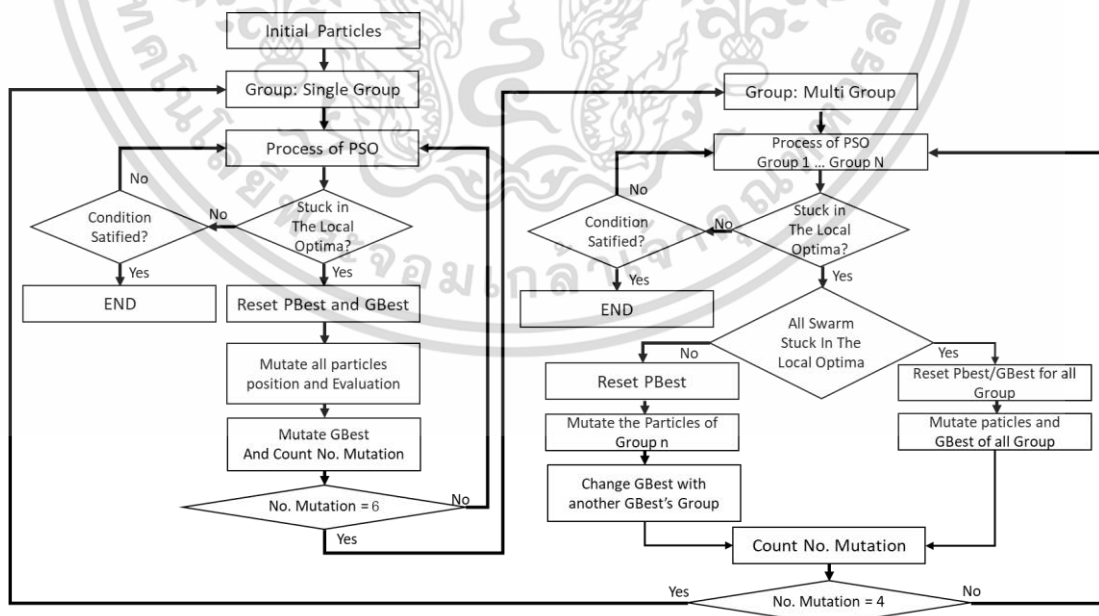 Initial Particles
Group: Single Group
Process of PSO
No
Condition
Satified?
No
Stuck in
The Local
Optima?
Yes
Yes
END
Reset PBest and GBest
Mutate all particles
position and Evaluation
Mutate GBest
And Count No. Mutation
No. Mutation = 6
No
Yes
Group: Multi Group
Process of PSO
Group 1 ... Group N
No
Condition
Satified?
No
Stuck in
The Local
Optima?
Yes
Yes
END
All Swarm
Stuck In The
Local Optima
No
Yes
Reset PBest
Mutate the Particles of
Group n
Change GBest with
another GBest's Group
Reset Pbest/GBest for all
Group
Mutate paticles and
GBest of all Group
Count No. Mutation
Yes
No. Mutation = 4
No